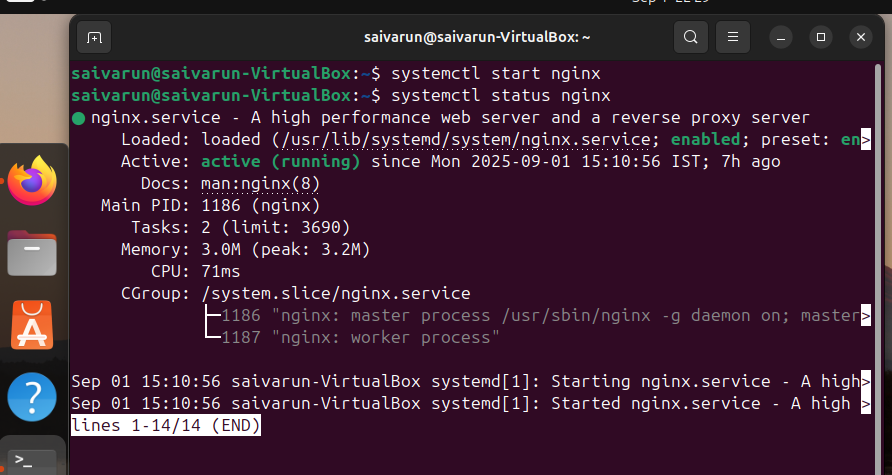 saivarun@saivarun-VirtualBox: ~
saivarun@saivarun-VirtualBox:~$ systemctl start nginx
saivarun@saivarun-VirtualBox:~$ systemctl status nginx
● nginx.service - A high performance web server and a reverse proxy server
Loaded: loaded (/usr/lib/systemd/system/nginx.service; enabled; preset: en>
Active: active (running) since Mon 2025-09-01 15:10:56 IST; 7h ago
Docs: man:nginx(8)
Main PID: 1186 (nginx)
Tasks: 2 (limit: 3690)
Memory: 3.0M (peak: 3.2M)
CPU: 71ms
CGroup: /system.slice/nginx.service
├─1186 "nginx: master process /usr/sbin/nginx -g daemon on; master>
└─1187 "nginx: worker process"
Sep 01 15:10:56 saivarun-VirtualBox systemd[1]: Starting nginx.service - A high>
Sep 01 15:10:56 saivarun-VirtualBox systemd[1]: Started nginx.service - A high >
lines 1-14/14 (END)